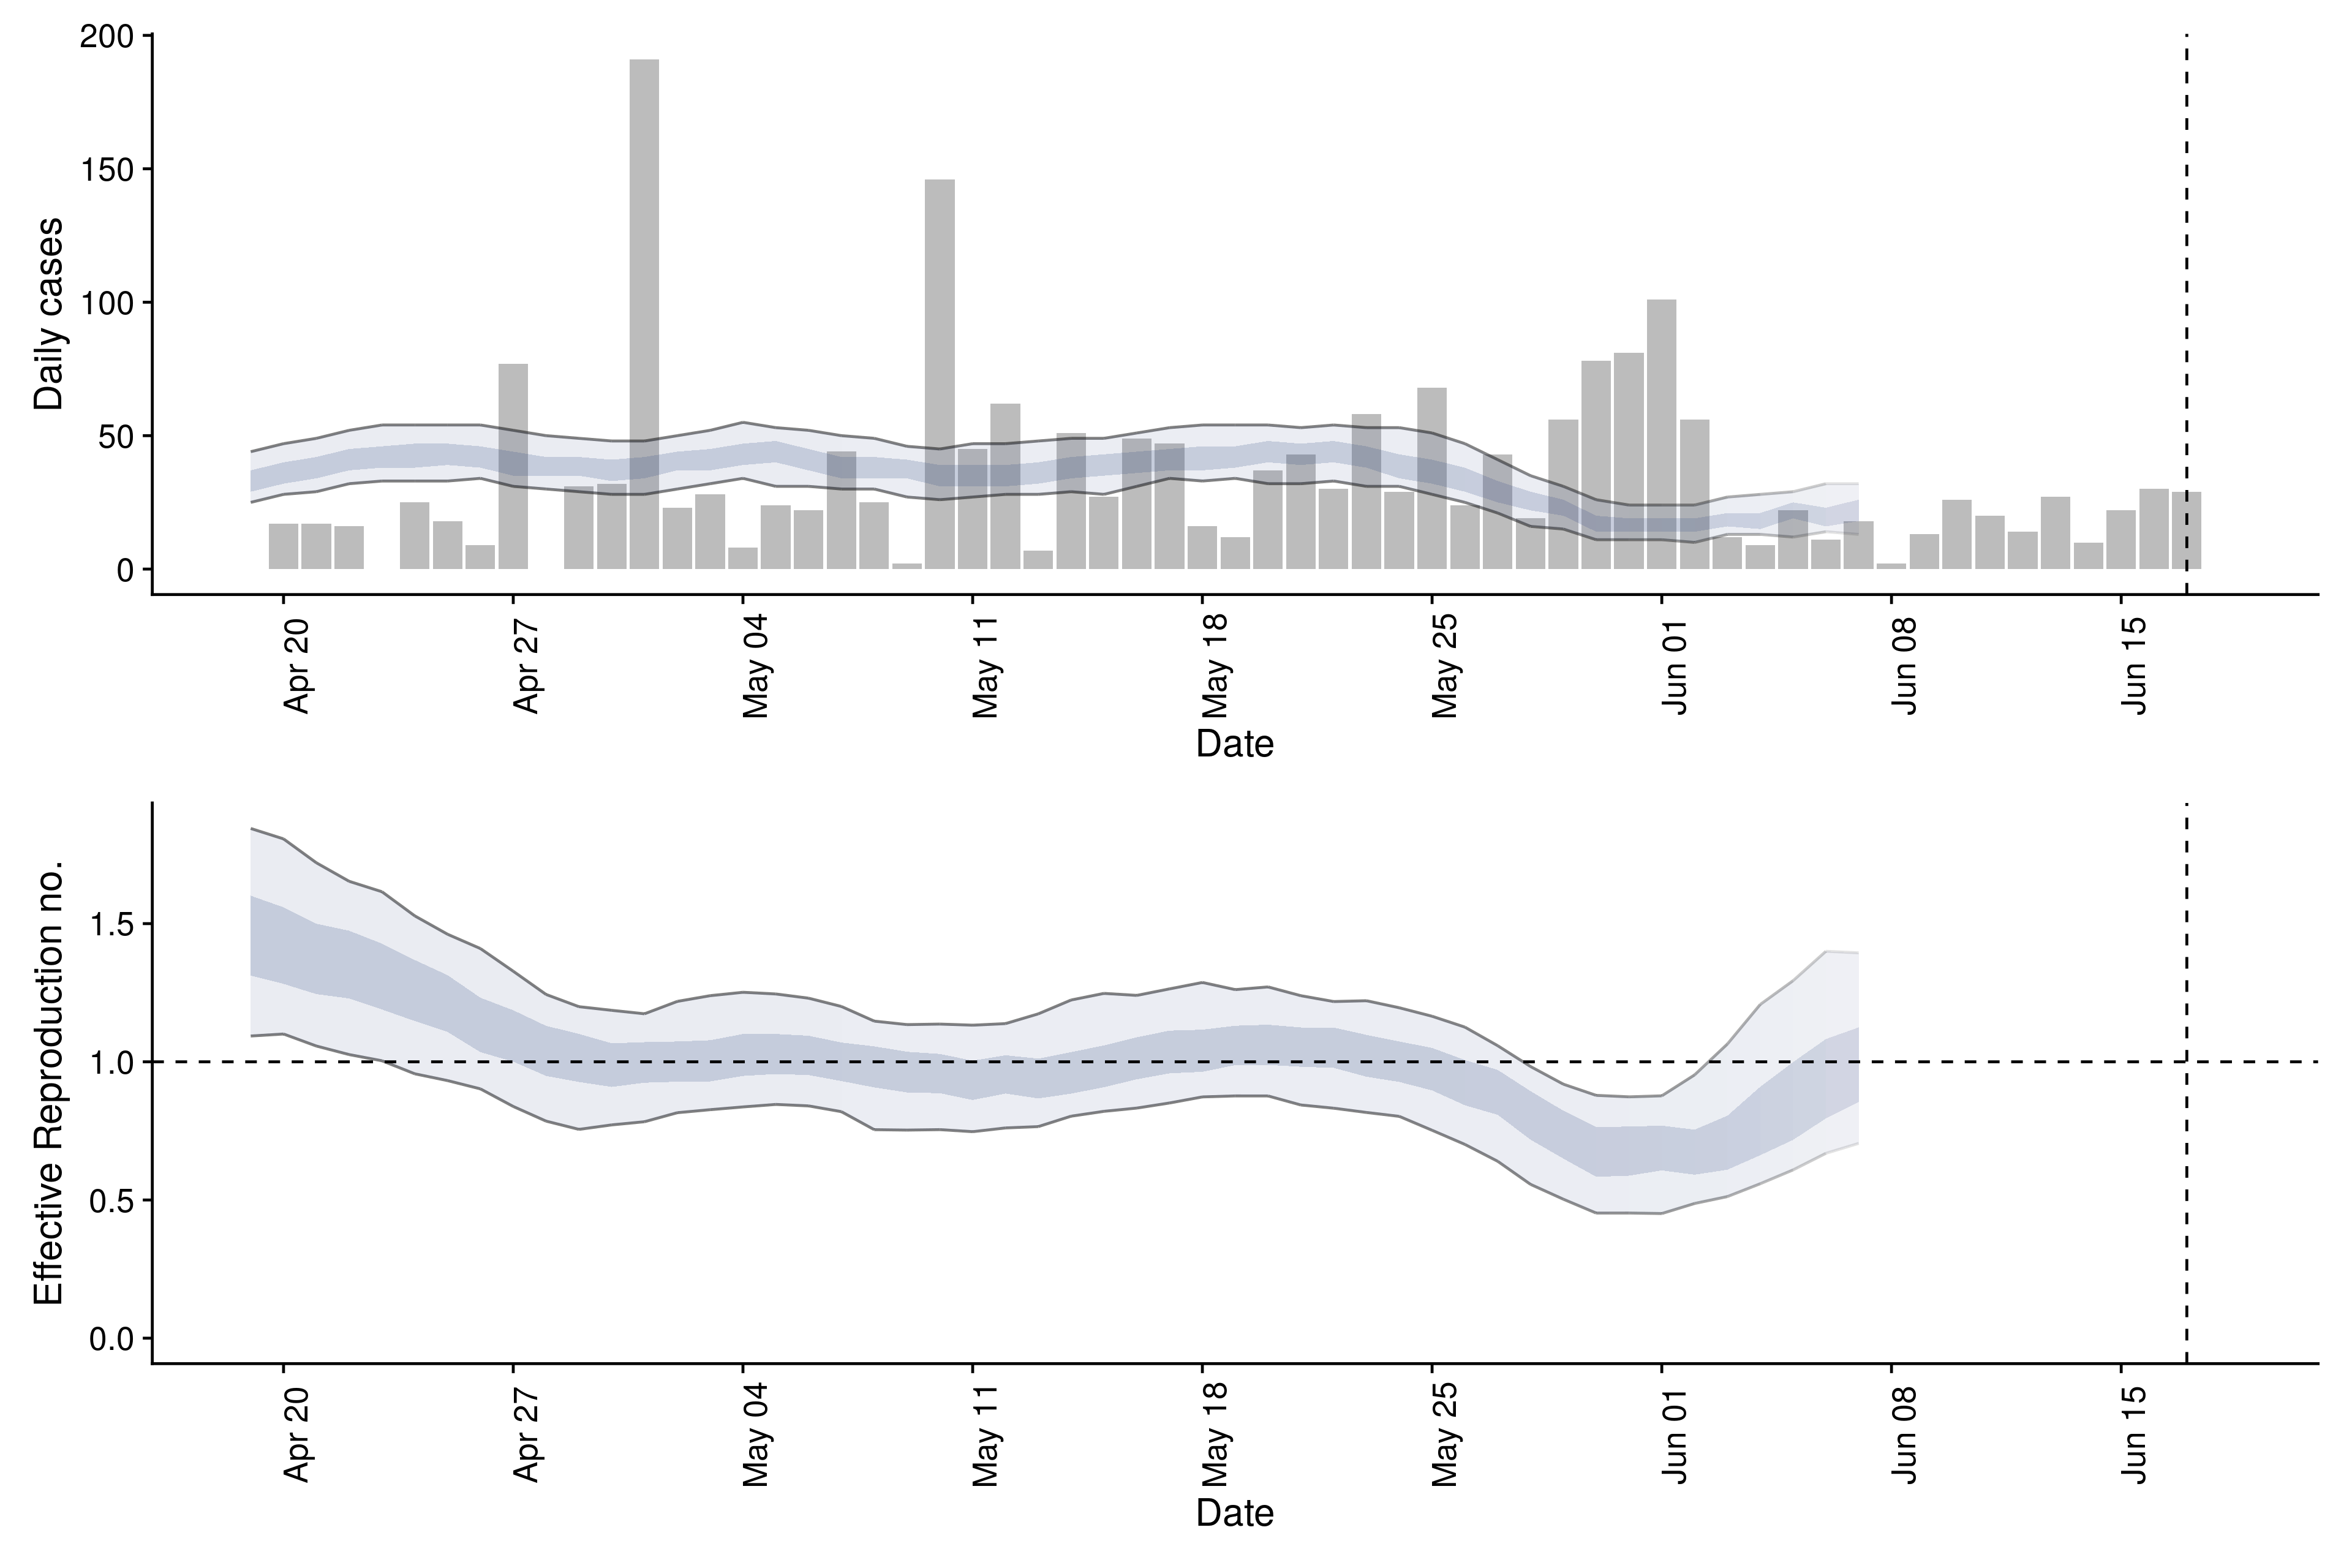 200
150
100
50
0
Daily cases
Apr 20
Apr 27
May 04
May 11
May 18
May 25
Jun 01
Jun 08
Jun 15
Date
1.5
1.0
0.5
0.0
Effective Reproduction no.
Apr 20
Apr 27
May 04
May 11
May 18
May 25
Jun 01
Jun 08
Jun 15
Date